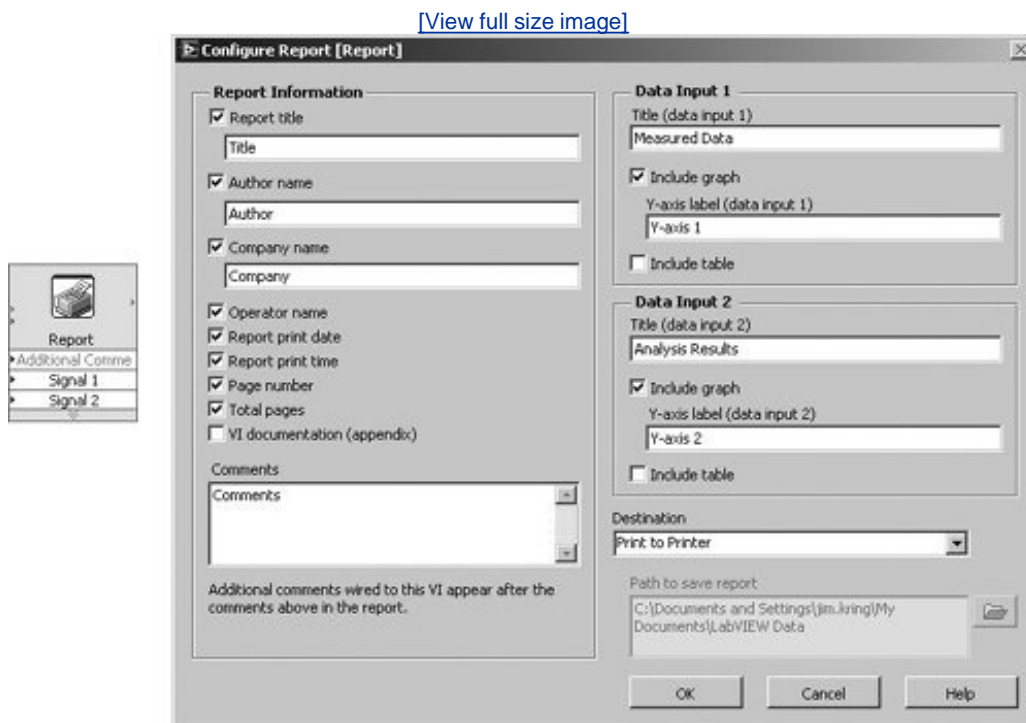 [View full size image]
Configure Report [Report]
Report Information
Report title
Title
Author name
Author
Company name
Company
Operator name
Report print date
Report print time
Page number
Total pages
VI documentation (appendix)
Comments
Comments
Additional comments wired to this VI appear after the
comments above in the report.
Data Input 1
Title (data input 1)
Measured Data
Include graph
Y-axis label (data input 1)
Y-axis 1
Include table
Data Input 2
Title (data input 2)
Analysis Results
Include graph
Y-axis label (data input 2)
Y-axis 2
Include table
Destination
Print to Printer
Path to save report
C:\Documents and Settings\jim.kring\My
Documents\LabVIEW Data
OK
Cancel
Help
Report
Additional Comme
Signal 1
Signal 2